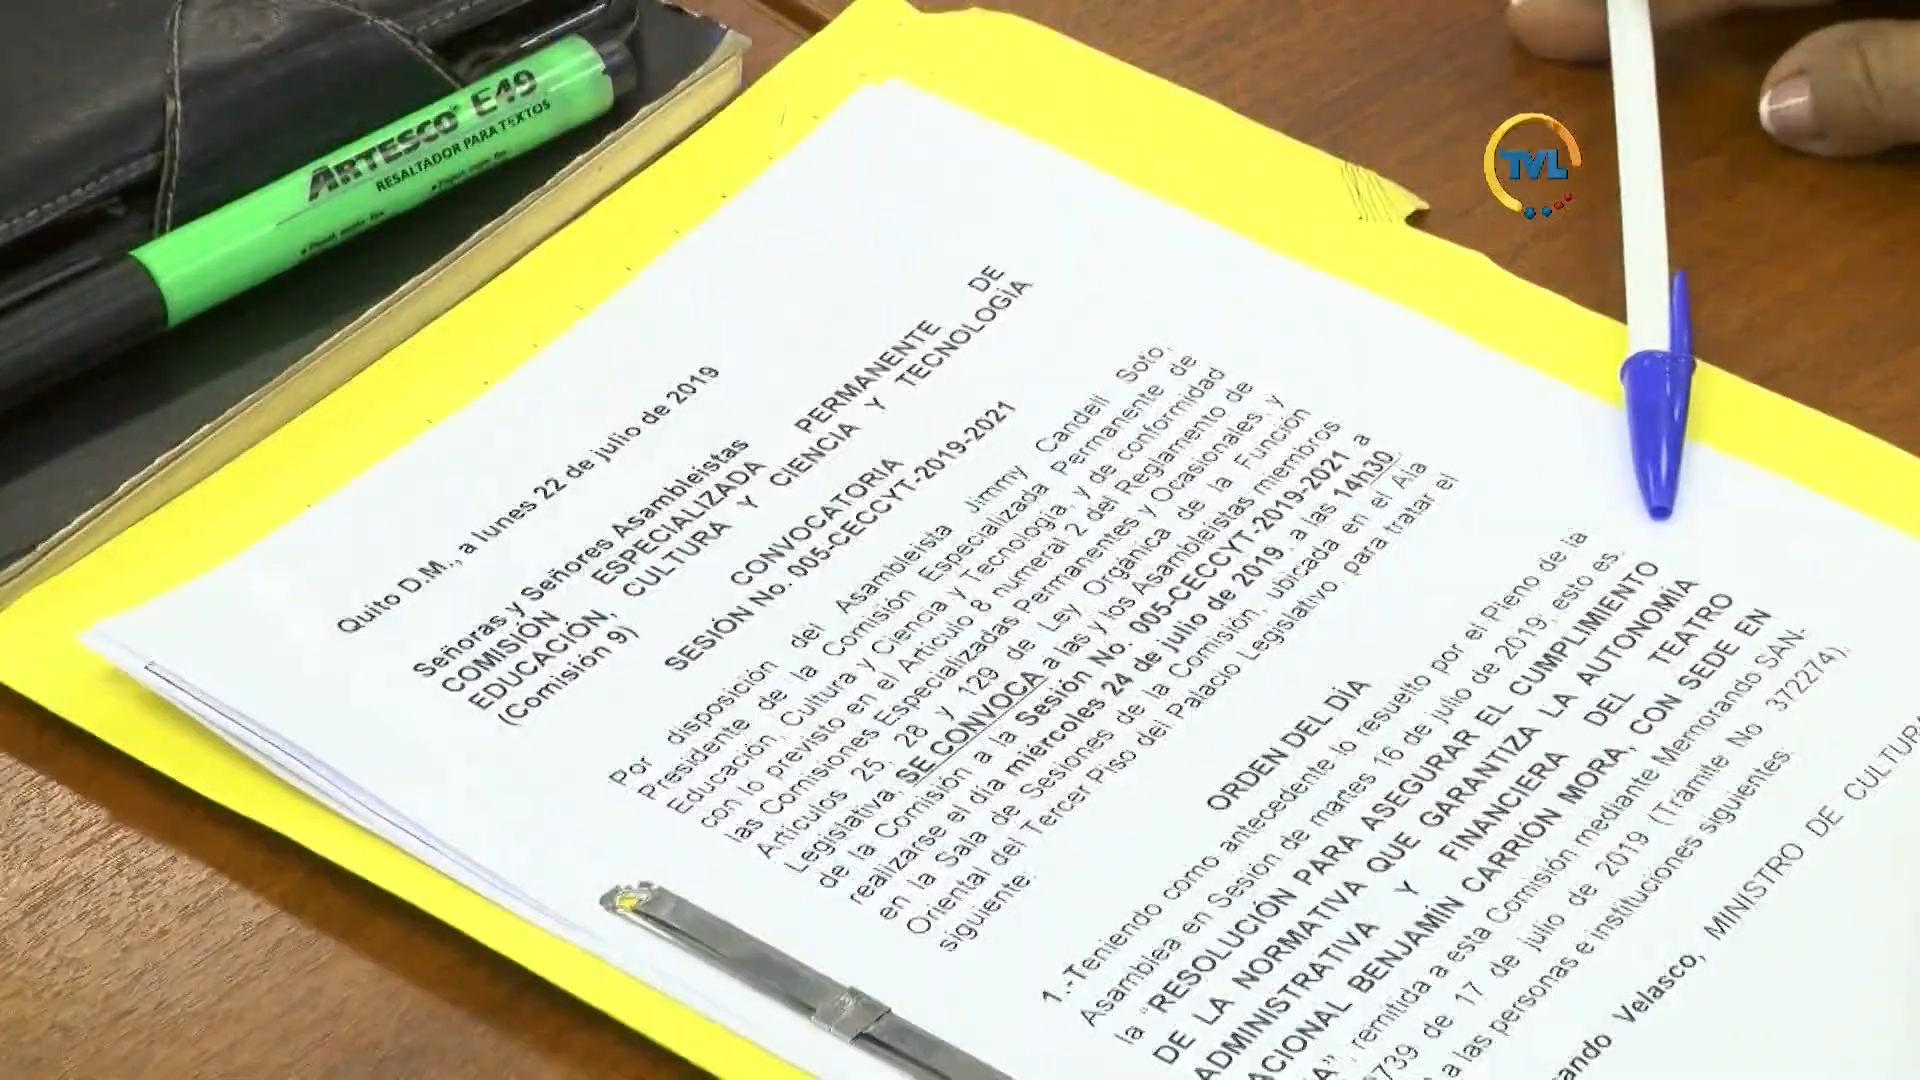 ARTESCO E49
RESALTADOR PARA TEXTOS
TVL
Quito D.M., a lunes 22 de julio de 2019
Señoras y Señores Asambleistas
COMISIÓN ESPECIALIZADA PERMANENTE DE
EDUCACIÓN, CULTURA Y CIENCIA Y TECNOLOGÍA
(Comisión 9)
CONVOCATORIA
SESIÓN No. 005-CECCYT-2019-2021
Por disposición del Asambleísta Jimmy Candell Soto,
Presidente de la Comisión Especializada Permanente de
Educación, Cultura y Ciencia y Tecnología, y de conformidad
con lo previsto en el Artículo 8 numeral 2 del Reglamento de
las Comisiones Especializadas Permanentes y Ocasionales, y
Artículos 25, 28 y 129 de Ley Orgánica de la Función
Legislativa, SE CONVOCA a las y los Asambleístas miembros
de la Comisión a la Sesión No. 005-CECCYT-2019-2021 a
realizarse el día miércoles 24 de julio de 2019, a las 14h30,
en la Sala de Sesiones de la Comisión, ubicada en el Ala
Oriental del Tercer Piso del Palacio Legislativo, para tratar el
siguiente:
ORDEN DEL DÍA
1.-Teniendo como antecedente lo resuelto por el Pleno de la
Asamblea en Sesión de martes 16 de julio de 2019; esto es,
la "RESOLUCIÓN PARA ASEGURAR EL CUMPLIMIENTO
DE LA NORMATIVA QUE GARANTIZA LA AUTONOMÍA
ADMINISTRATIVA Y FINANCIERA DEL TEATRO
ACIONAL BENJAMÍN CARRIÓN MORA, CON SEDE EN
A", remitida a esta Comisión mediante Memorando SAN-
739 de 17 de julio de 2019 (Trámite No 372274),
a las personas e instituciones siguientes:
ando Velasco, MINISTRO DE CULTUR